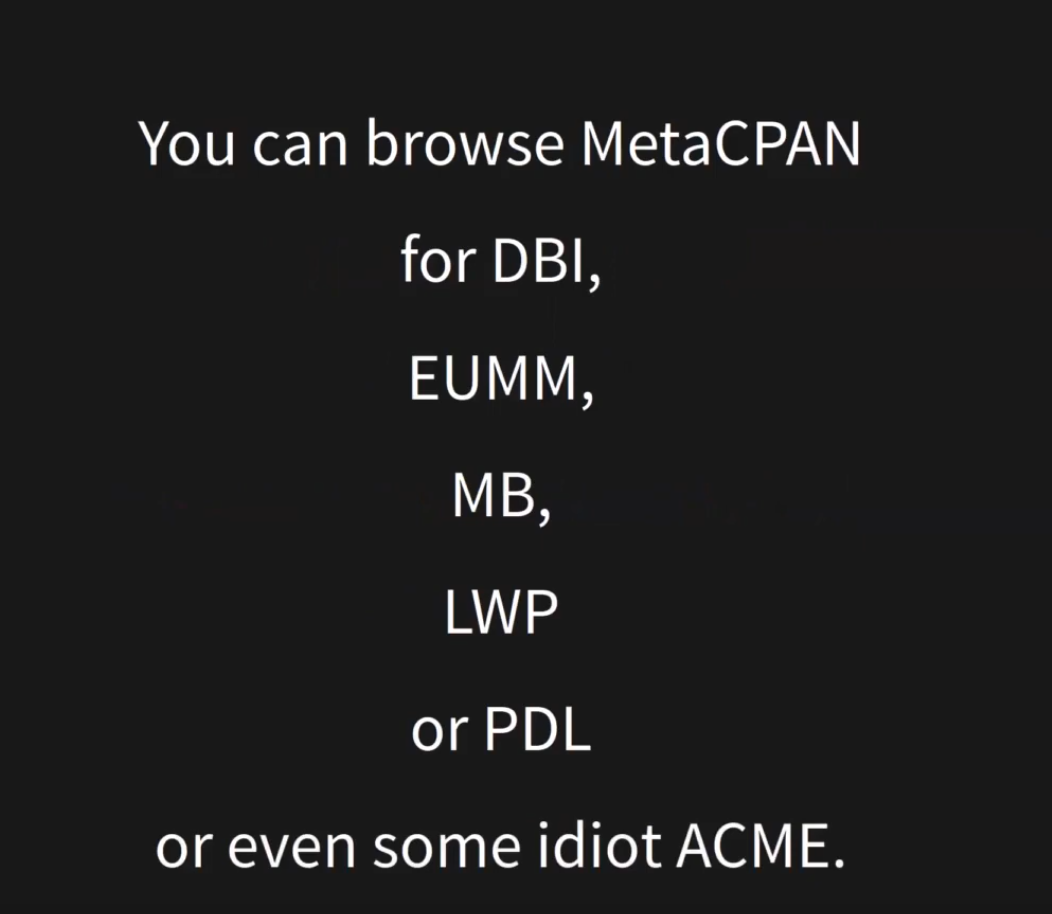 You can browse MetaCPAN
for DBI,
EUMM,
MB,
LWP
or PDL
or even some idiot ACME.